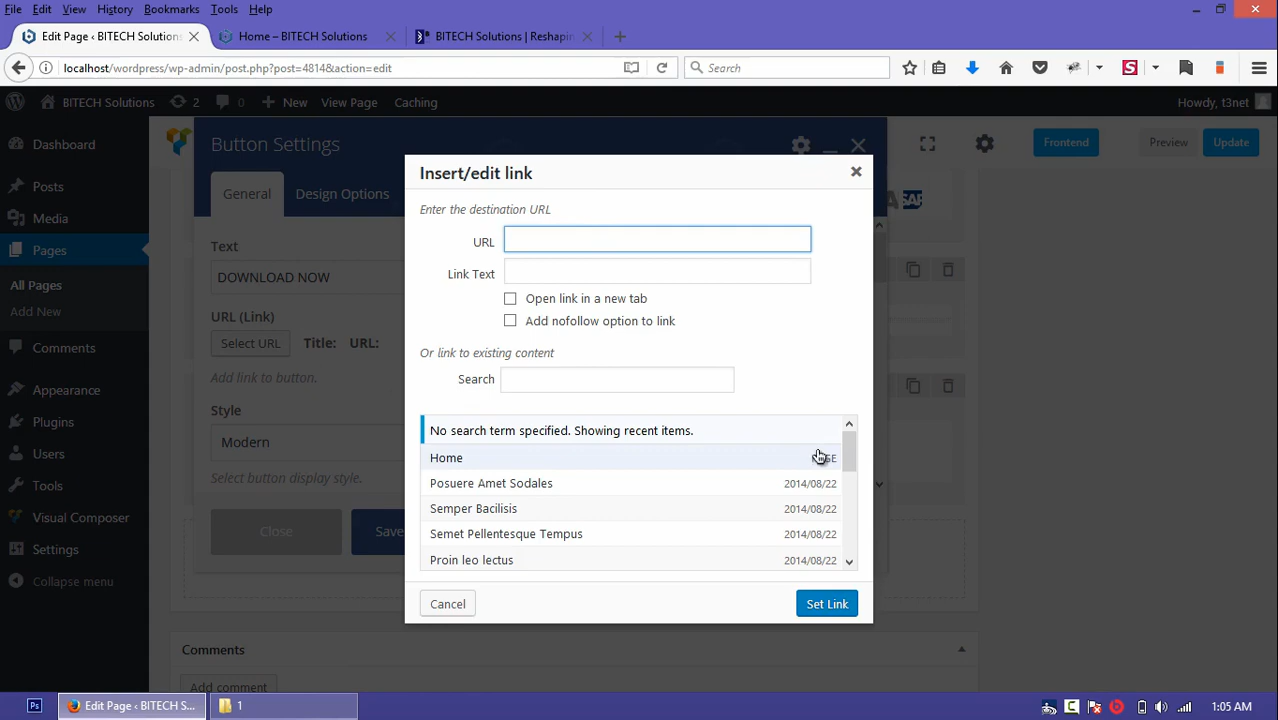 File Edit View History Bookmarks Tools Help
Edit Page ‹ BITECH Solutions Home – BITECH Solutions BITECH Solutions | Reshapin
localhost/wordpress/wp-admin/post.php?post=4814&action=edit Search
BITECH Solutions 2 0 New View Page Caching Howdy, t3net
Dashboard
Posts
Media
Pages
All Pages
Add New
Comments
Appearance
Plugins
Users
Tools
Visual Composer
Settings
Collapse menu
Button Settings
General Design Options
Text
DOWNLOAD NOW
URL (Link)
Select URL Title: URL:
Add link to button.
Style
Modern
Select button display style.
Close Save
Frontend Preview Update
SAP
Insert/edit link
Enter the destination URL
URL
Link Text
Open link in a new tab
Add nofollow option to link
Or link to existing content
Search
No search term specified. Showing recent items.
Home
Posuere Amet Sodales 2014/08/22
Semper Bacilisis 2014/08/22
Semet Pellentesque Tempus 2014/08/22
Proin leo lectus 2014/08/22
Cancel Set Link
Comments
Add comment
Ps Edit Page ‹ BITECH S... 1 1:05 AM